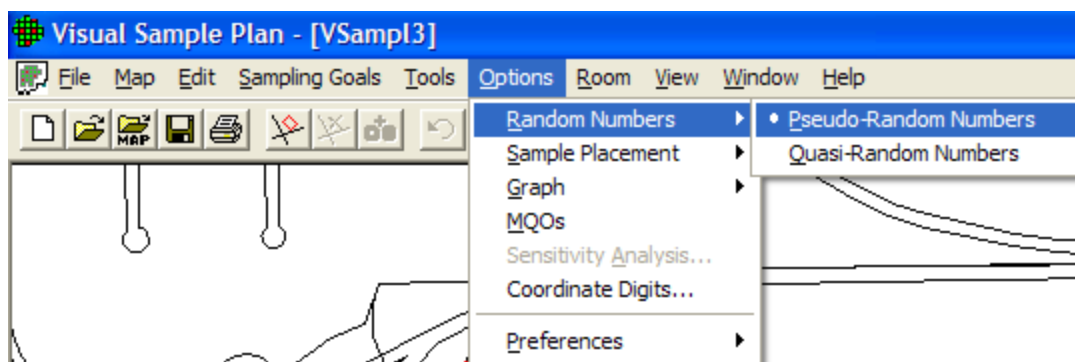 Visual Sample Plan - [VSampl3]
File Map Edit Sampling Goals Tools Options Room View Window Help
MAP
Random Numbers
Pseudo-Random Numbers
Sample Placement
Quasi-Random Numbers
Graph
MQOs
Sensitivity Analysis...
Coordinate Digits...
Preferences